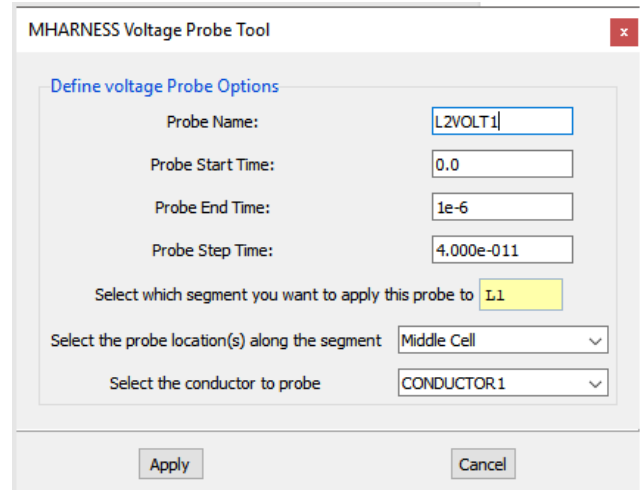 MHARNESS Voltage Probe Tool
x
Define voltage Probe Options
Probe Name: L2VOLT1
Probe Start Time: 0.0
Probe End Time: 1e-6
Probe Step Time: 4.000e-011
Select which segment you want to apply this probe to L1
Select the probe location(s) along the segment Middle Cell
Select the conductor to probe CONDUCTOR1
Apply Cancel